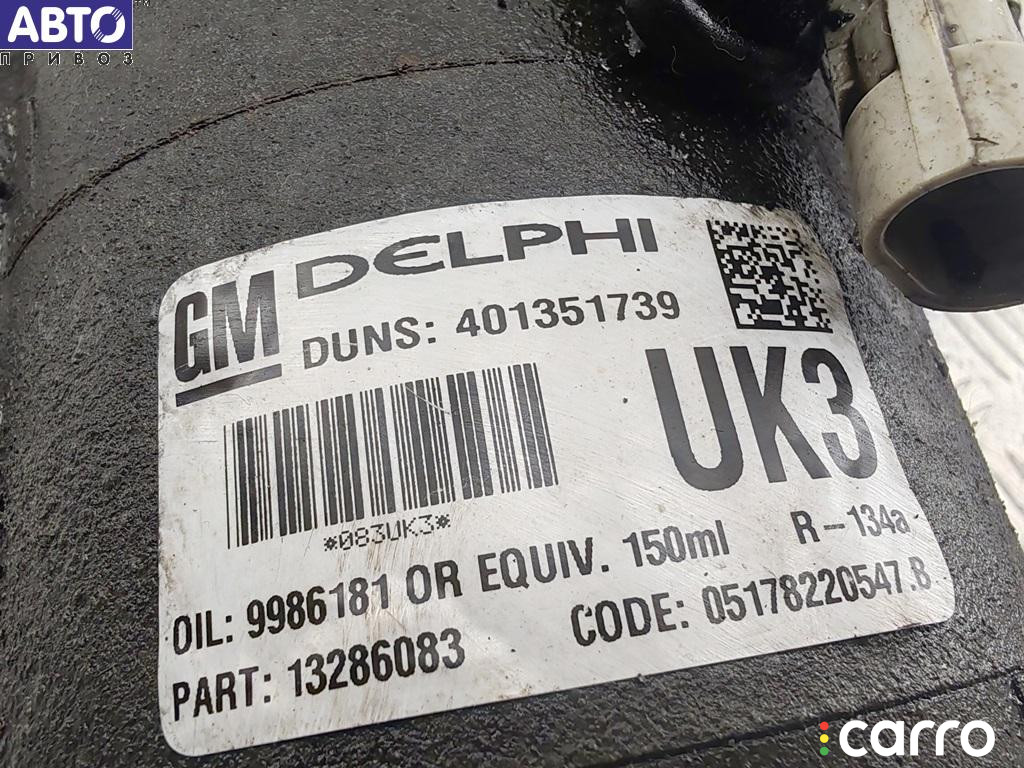 АВТО
ПРИВОЗ
GM DELPHI
DUNS: 401351739
UK3
*083UK3*
OIL: 9986181 OR EQUIV. 150ml R-134a
PART: 13286083 CODE: 05178220547.B
carro